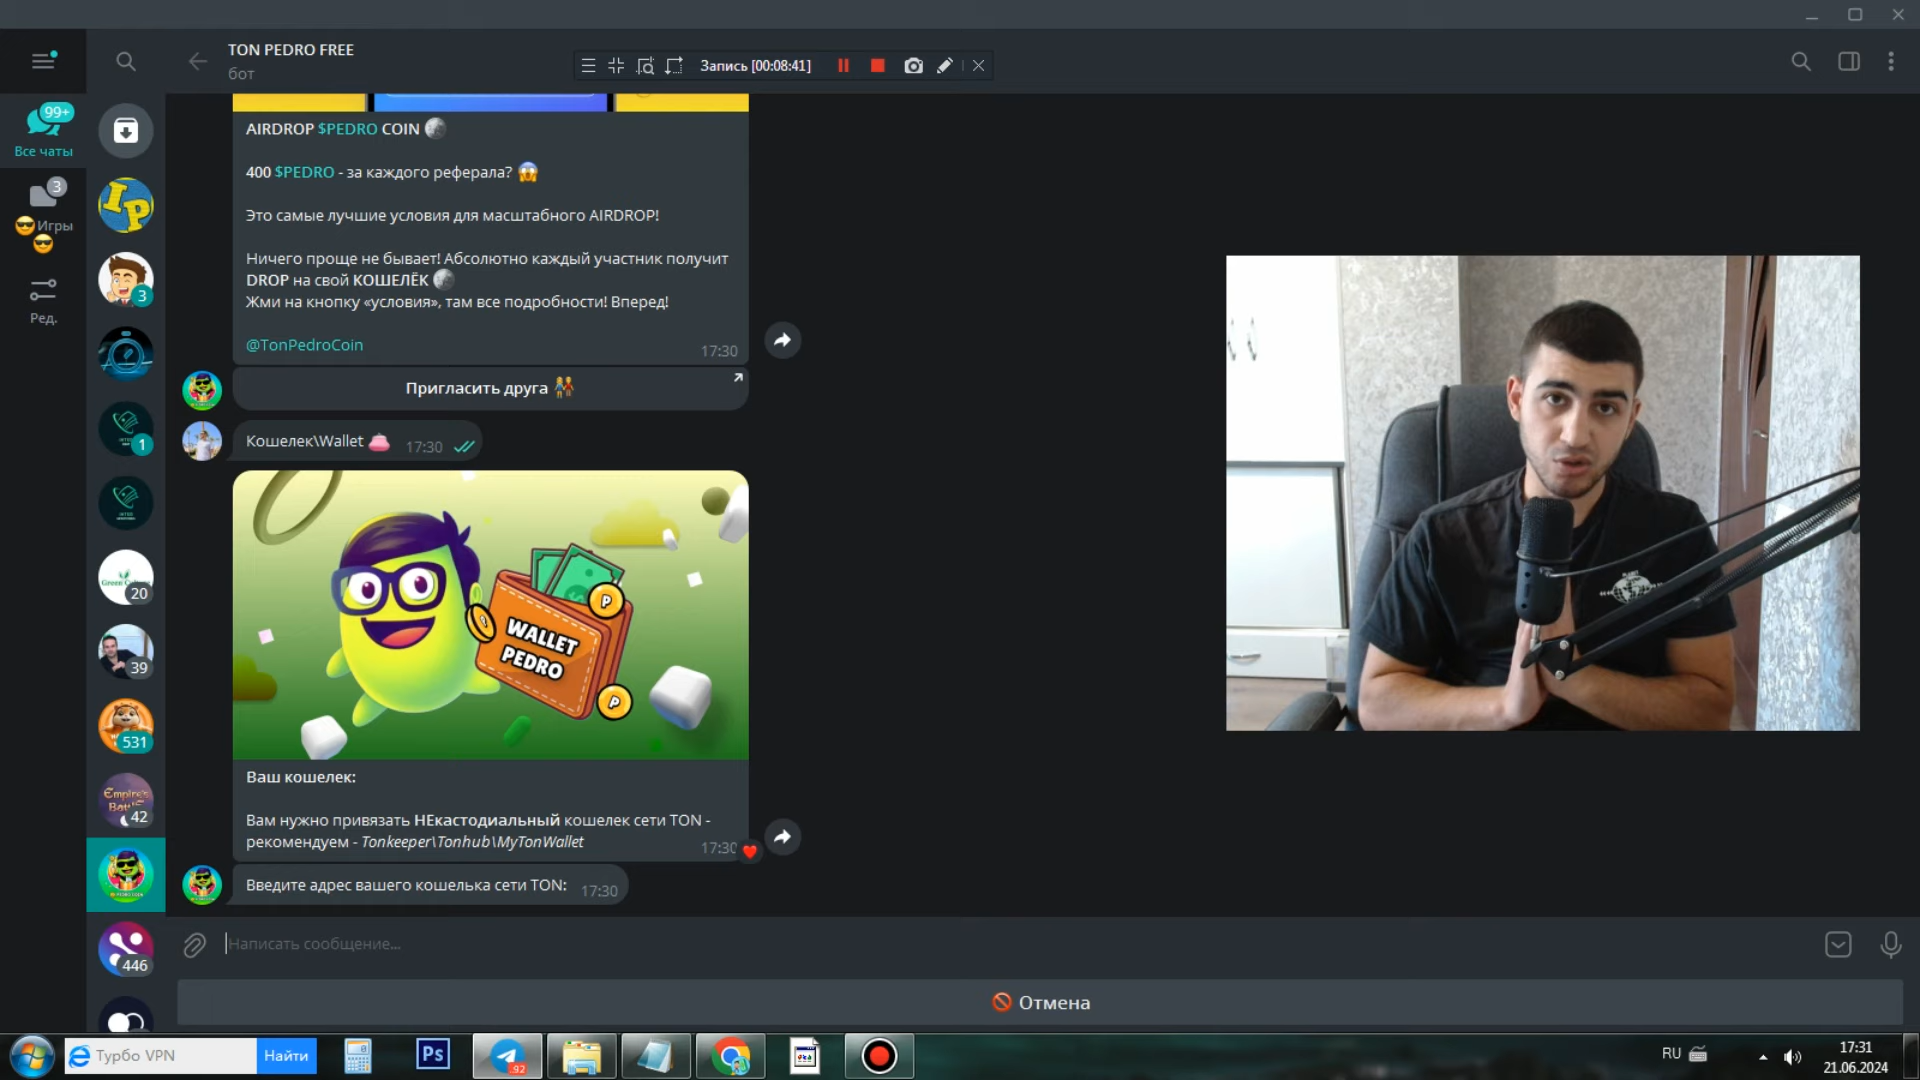 TON PEDRO FREE
бот
Запись [00:08:41]
99+
Все чаты
3
Игры
Ред.
IP
3
1
Green
20
39
531
Empire's
42
446
AIRDROP $PEDRO COIN
400 $PEDRO - за каждого реферала?
Это самые лучшие условия для масштабного AIRDROP!
Ничего проще не бывает! Абсолютно каждый участник получит
DROP на свой КОШЕЛЁК
Жми на кнопку «условия», там все подробности! Вперед!
@TonPedroCoin
17:30
Пригласить друга
Кошелек\Wallet
17:30
WALLET
PEDRO
P
P
Ваш кошелек:
Вам нужно привязать НЕкастодиальный кошелек сети TON -
рекомендуем - Tonkeeper\Tonhub\MyTonWallet
17:30
Введите адрес вашего кошелька сети TON:
17:30
Написать сообщение...
Отмена
Турбо VPN
Найти
Ps
92
RU
17:31
21.06.2024